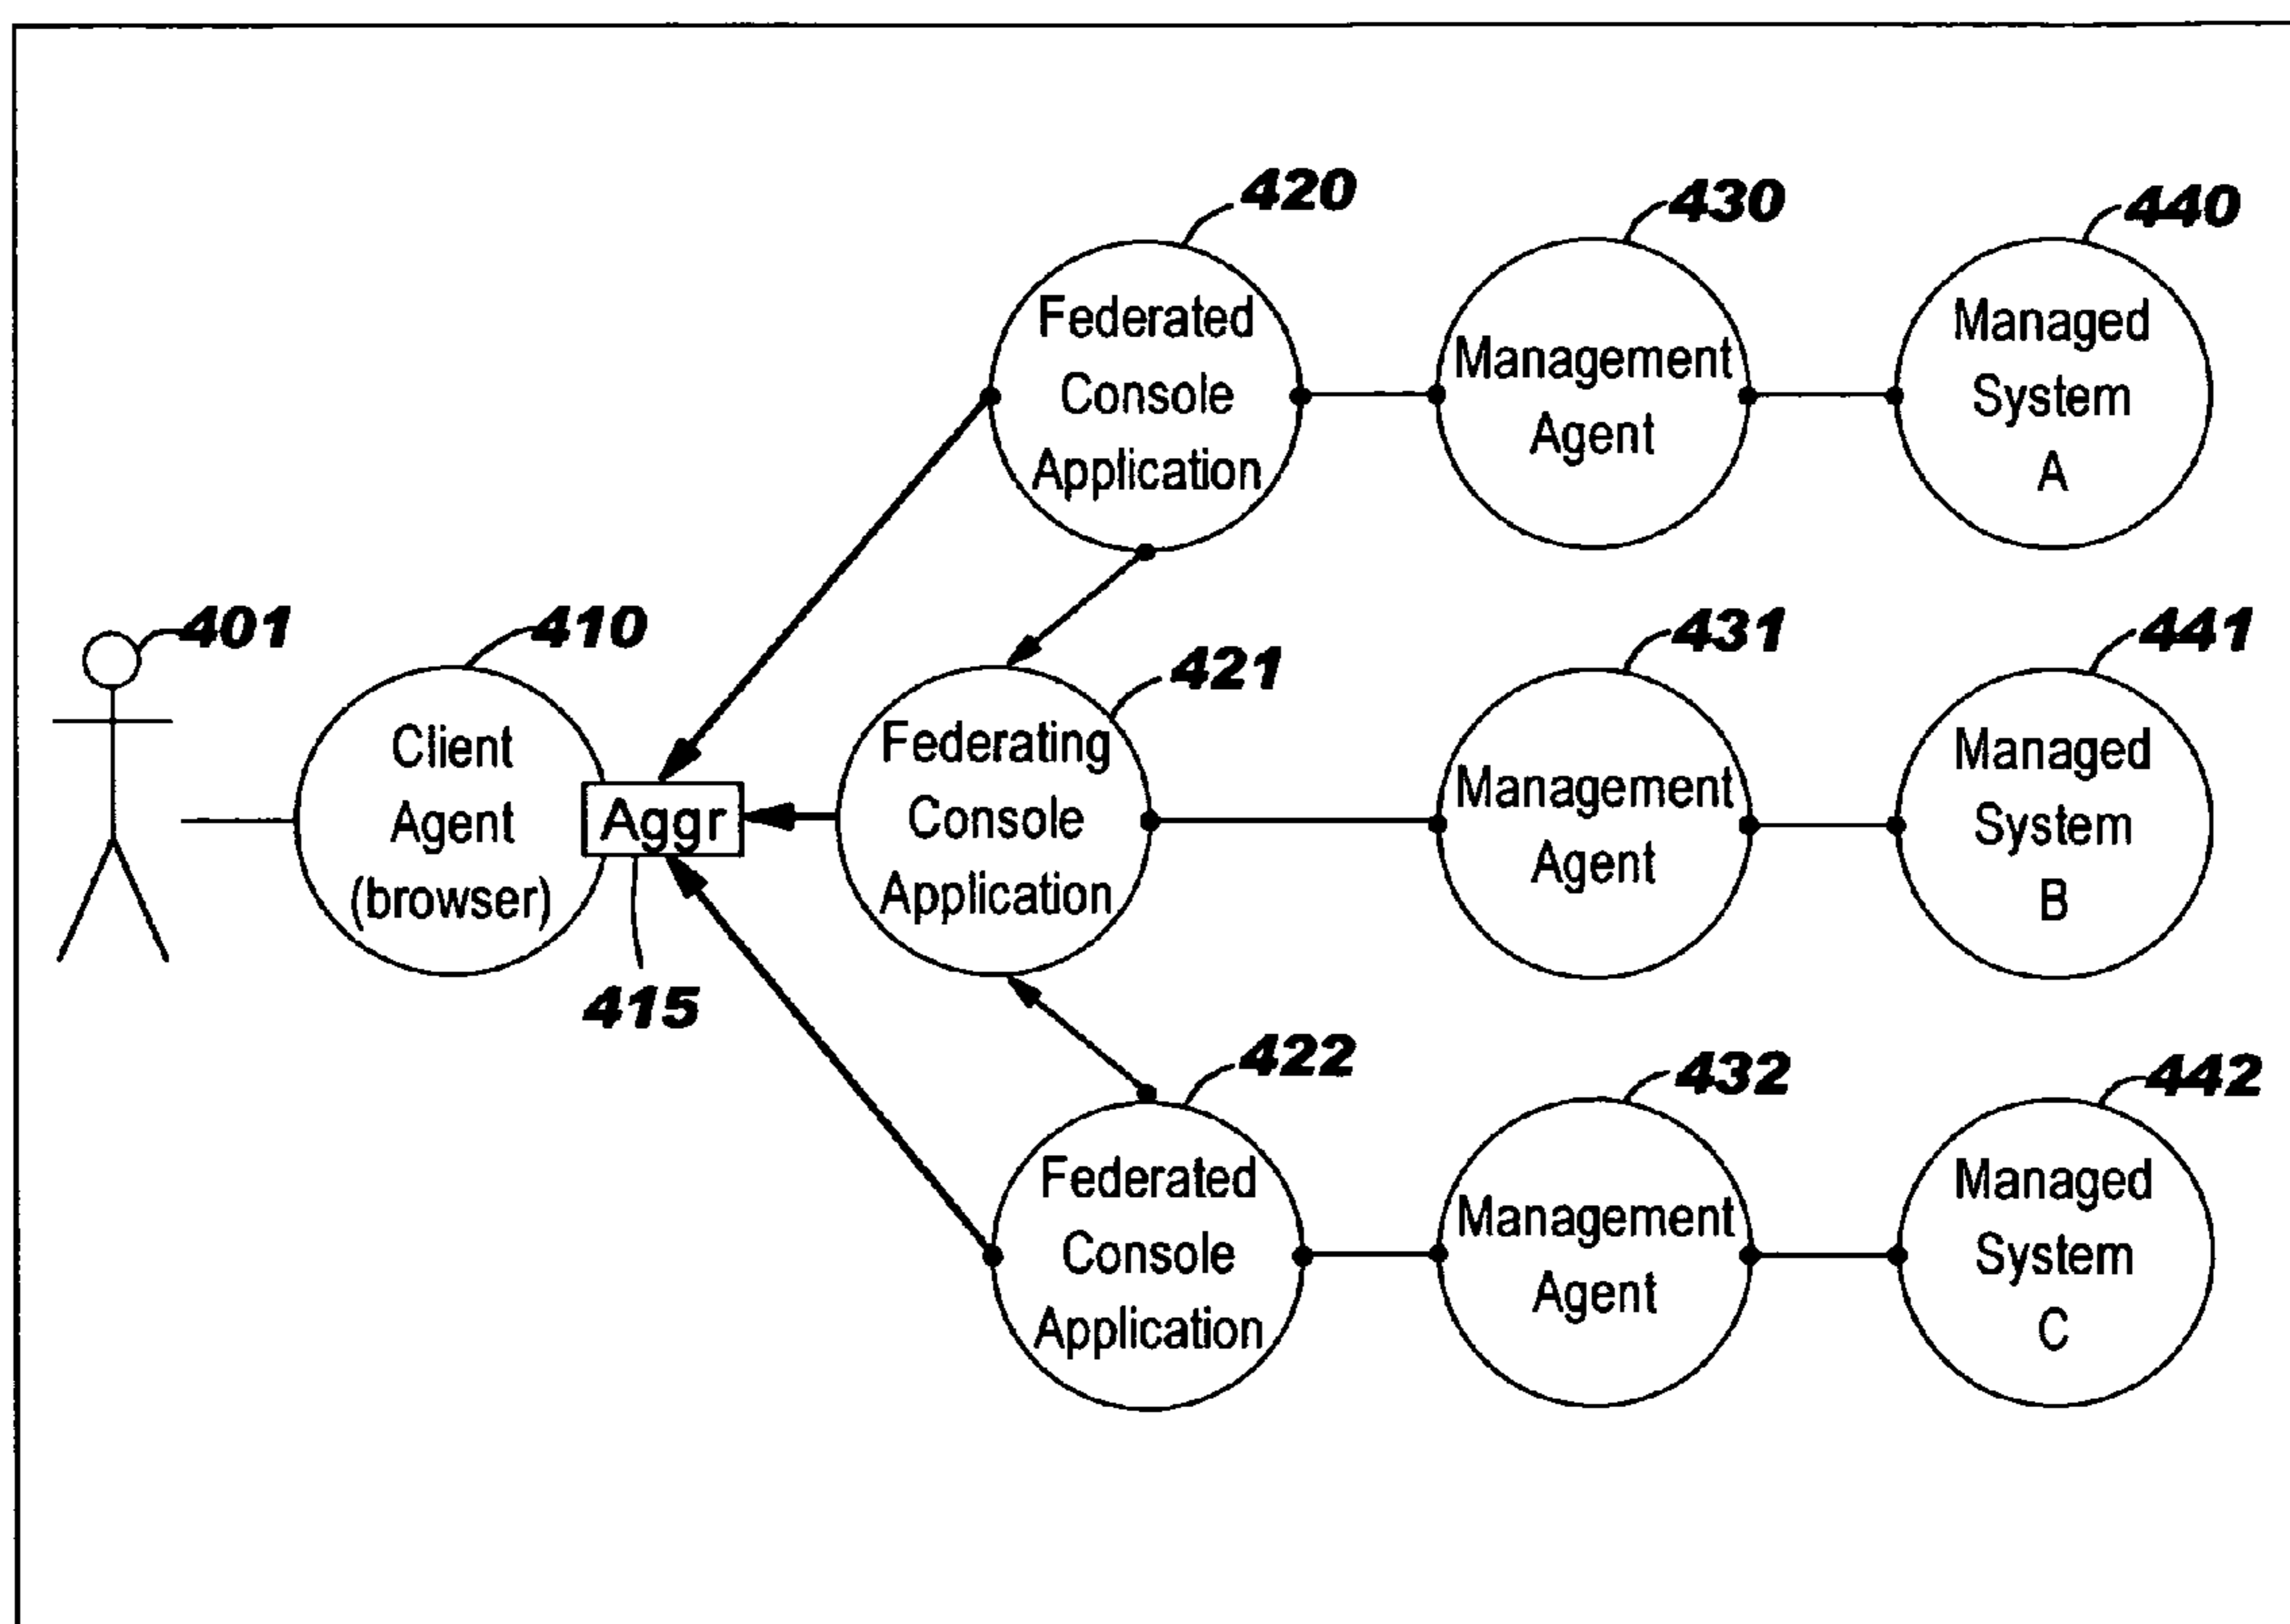 420
430
440
Federated
Console
Application
Management
Agent
Managed
System
A
401
410
421
431
441
Client
Agent
(browser)
Aggr
415
Federating
Console
Application
Management
Agent
Managed
System
B
422
432
442
Federated
Console
Application
Management
Agent
Managed
System
C